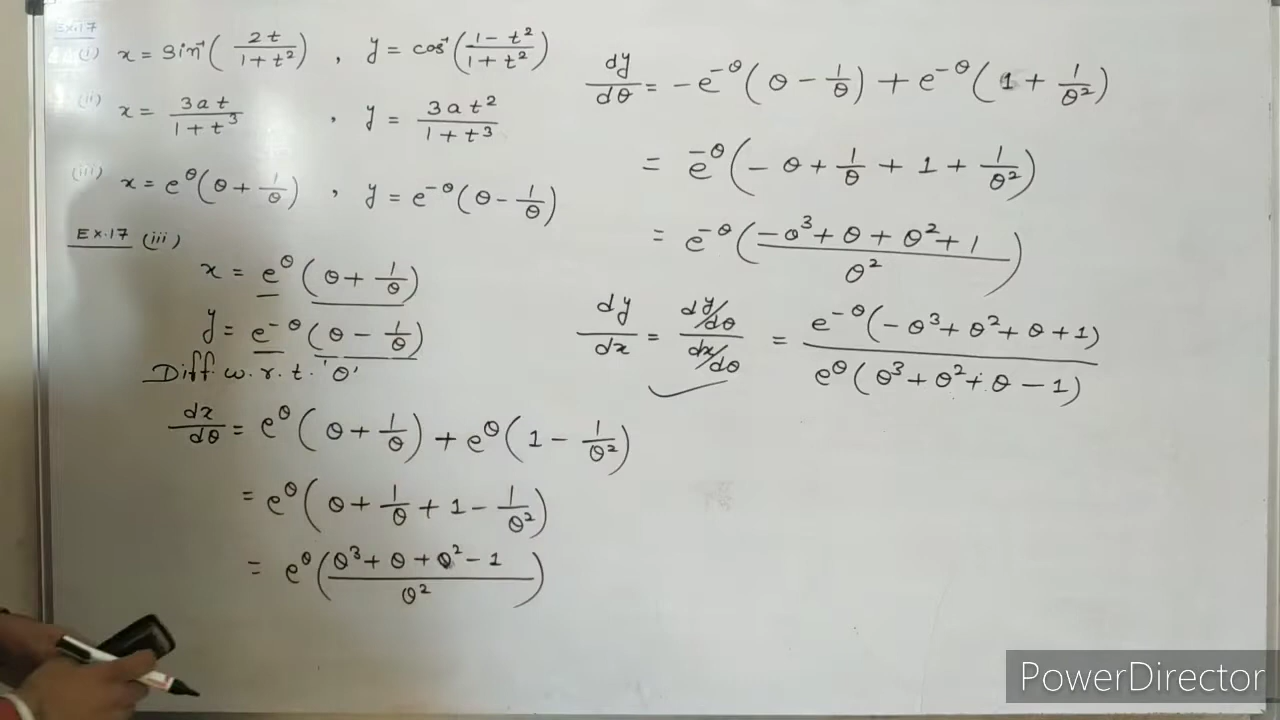 Ex.17
(i) x = sin⁻¹(2t/(1+t²)) , y = cos⁻¹((1-t²)/(1+t²))
(ii) x = 3at/(1+t³) , y = 3at²/(1+t³)
(iii) x = e^θ(θ + 1/θ) , y = e^-θ(θ - 1/θ)
Ex.17 (iii)
x = e^θ(θ + 1/θ)
y = e^-θ(θ - 1/θ)
Diff. w.r.t. 'θ'
dx/dθ = e^θ(θ + 1/θ) + e^θ(1 - 1/θ²)
= e^θ(θ + 1/θ + 1 - 1/θ²)
= e^θ((θ³ + θ + θ² - 1)/θ²)
dy/dθ = -e^-θ(θ - 1/θ) + e^-θ(1 + 1/θ²)
= e^-θ(-θ + 1/θ + 1 + 1/θ²)
= e^-θ((-θ³ + θ + θ² + 1)/θ²)
dy/dx = (dy/dθ)/(dx/dθ) = e^-θ(-θ³ + θ² + θ + 1)/e^θ(θ³ + θ² + θ - 1)
PowerDirector